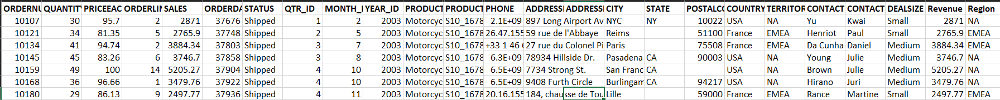 ORDERNU QUANTITY PRICEEAC ORDERLIN SALES ORDERDA STATUS QTR_ID MONTH_I YEAR_ID PRODUCT PRODUCT PHONE ADDRESS ADDRESS CITY STATE POSTALCO COUNTRY TERRITOR CONTACT CONTACT DEALSIZE Revenue Region
10107 30 95.7 2 2871 37676 Shipped 1 2 2003 Motorcyc S10_1678 2.1E+09 897 Long Airport Av NYC NY 10022 USA NA Yu Kwai Small 2871 NA
10121 34 81.35 5 2765.9 37748 Shipped 2 5 2003 Motorcyc S10_1678 26.47.155 59 rue de l'Abbaye Reims 51100 France EMEA Henriot Paul Small 2765.9 EMEA
10134 41 94.74 2 3884.34 37803 Shipped 3 7 2003 Motorcyc S10_1678 +33 1 46 6 27 rue du Colonel Pi Paris 75508 France EMEA Da Cunha Daniel Medium 3884.34 EMEA
10145 45 83.26 6 3746.7 37858 Shipped 3 8 2003 Motorcyc S10_1678 6.3E+09 78934 Hillside Dr. Pasadena CA 90003 USA NA Young Julie Medium 3746.7 NA
10159 49 100 14 5205.27 37904 Shipped 4 10 2003 Motorcyc S10_1678 6.5E+09 7734 Strong St. San Franc CA USA NA Brown Julie Medium 5205.27 NA
10168 36 96.66 1 3479.76 37922 Shipped 4 10 2003 Motorcyc S10_1678 6.5E+09 9408 Furth Circle Burlingam CA 94217 USA NA Hirano Juri Medium 3479.76 NA
10180 29 86.13 9 2497.77 37936 Shipped 4 11 2003 Motorcyc S10_1678 20.16.155 184, chausse de Tou Lille 59000 France EMEA Rance Martine Small 2497.77 EMEA